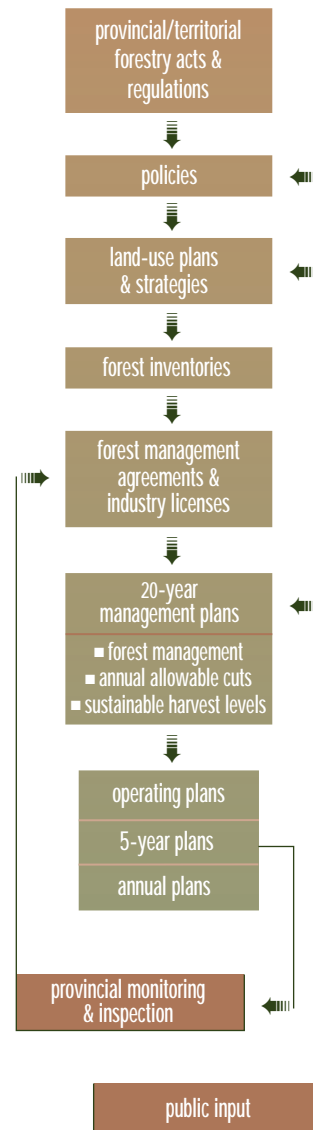 provincial/territorial
forestry acts &
regulations
policies
land-use plans
& strategies
forest inventories
forest management
agreements &
industry licenses
20-year
management plans
■ forest management
■ annual allowable cuts
■ sustainable harvest levels
operating plans
5-year plans
annual plans
provincial monitoring
& inspection
public input